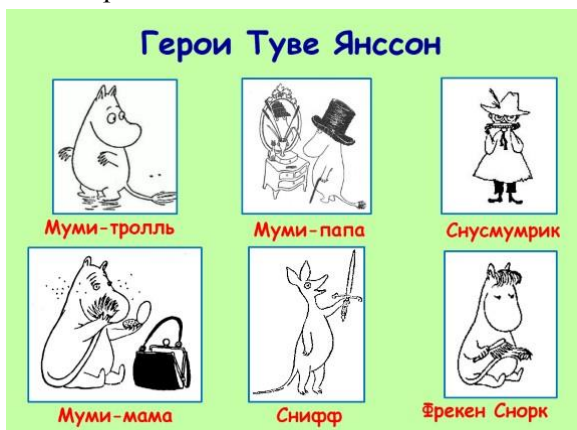 Герои Туве Янссон
Муми-тролль
Муми-папа
Снусмумрик
Муми-мама
Снифф
Фрекен Снорк